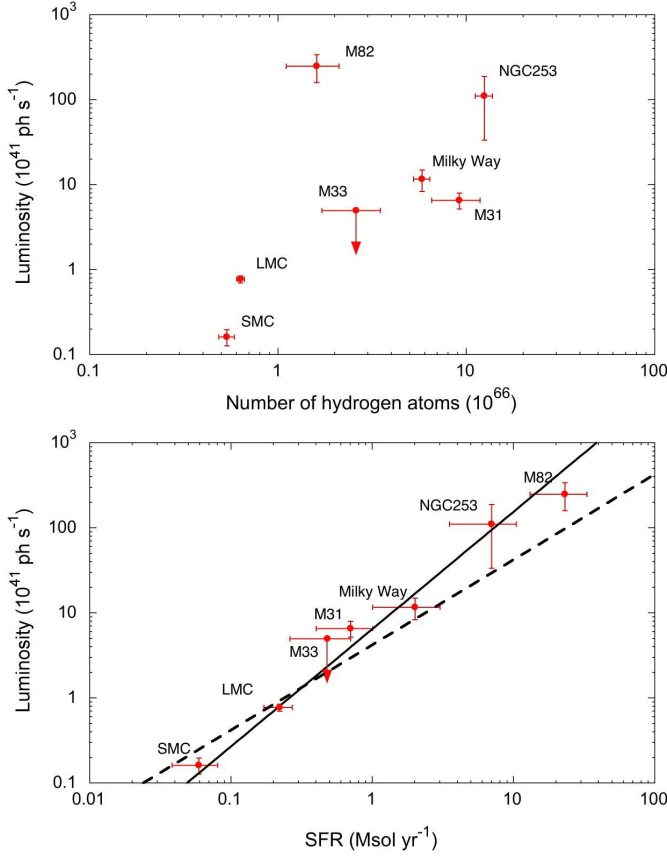 10³
M82
NGC253
100
Milky Way
10
M33
M31
LMC
1
SMC
0.1
0.1 1 10 100
Luminosity (10⁴¹ ph s⁻¹)
Number of hydrogen atoms (10⁶⁶)
10³
M82
NGC253
100
Milky Way
10
M31
M33
LMC
1
SMC
0.1
0.01 0.1 1 10 100
Luminosity (10⁴¹ ph s⁻¹)
SFR (Msol yr⁻¹)